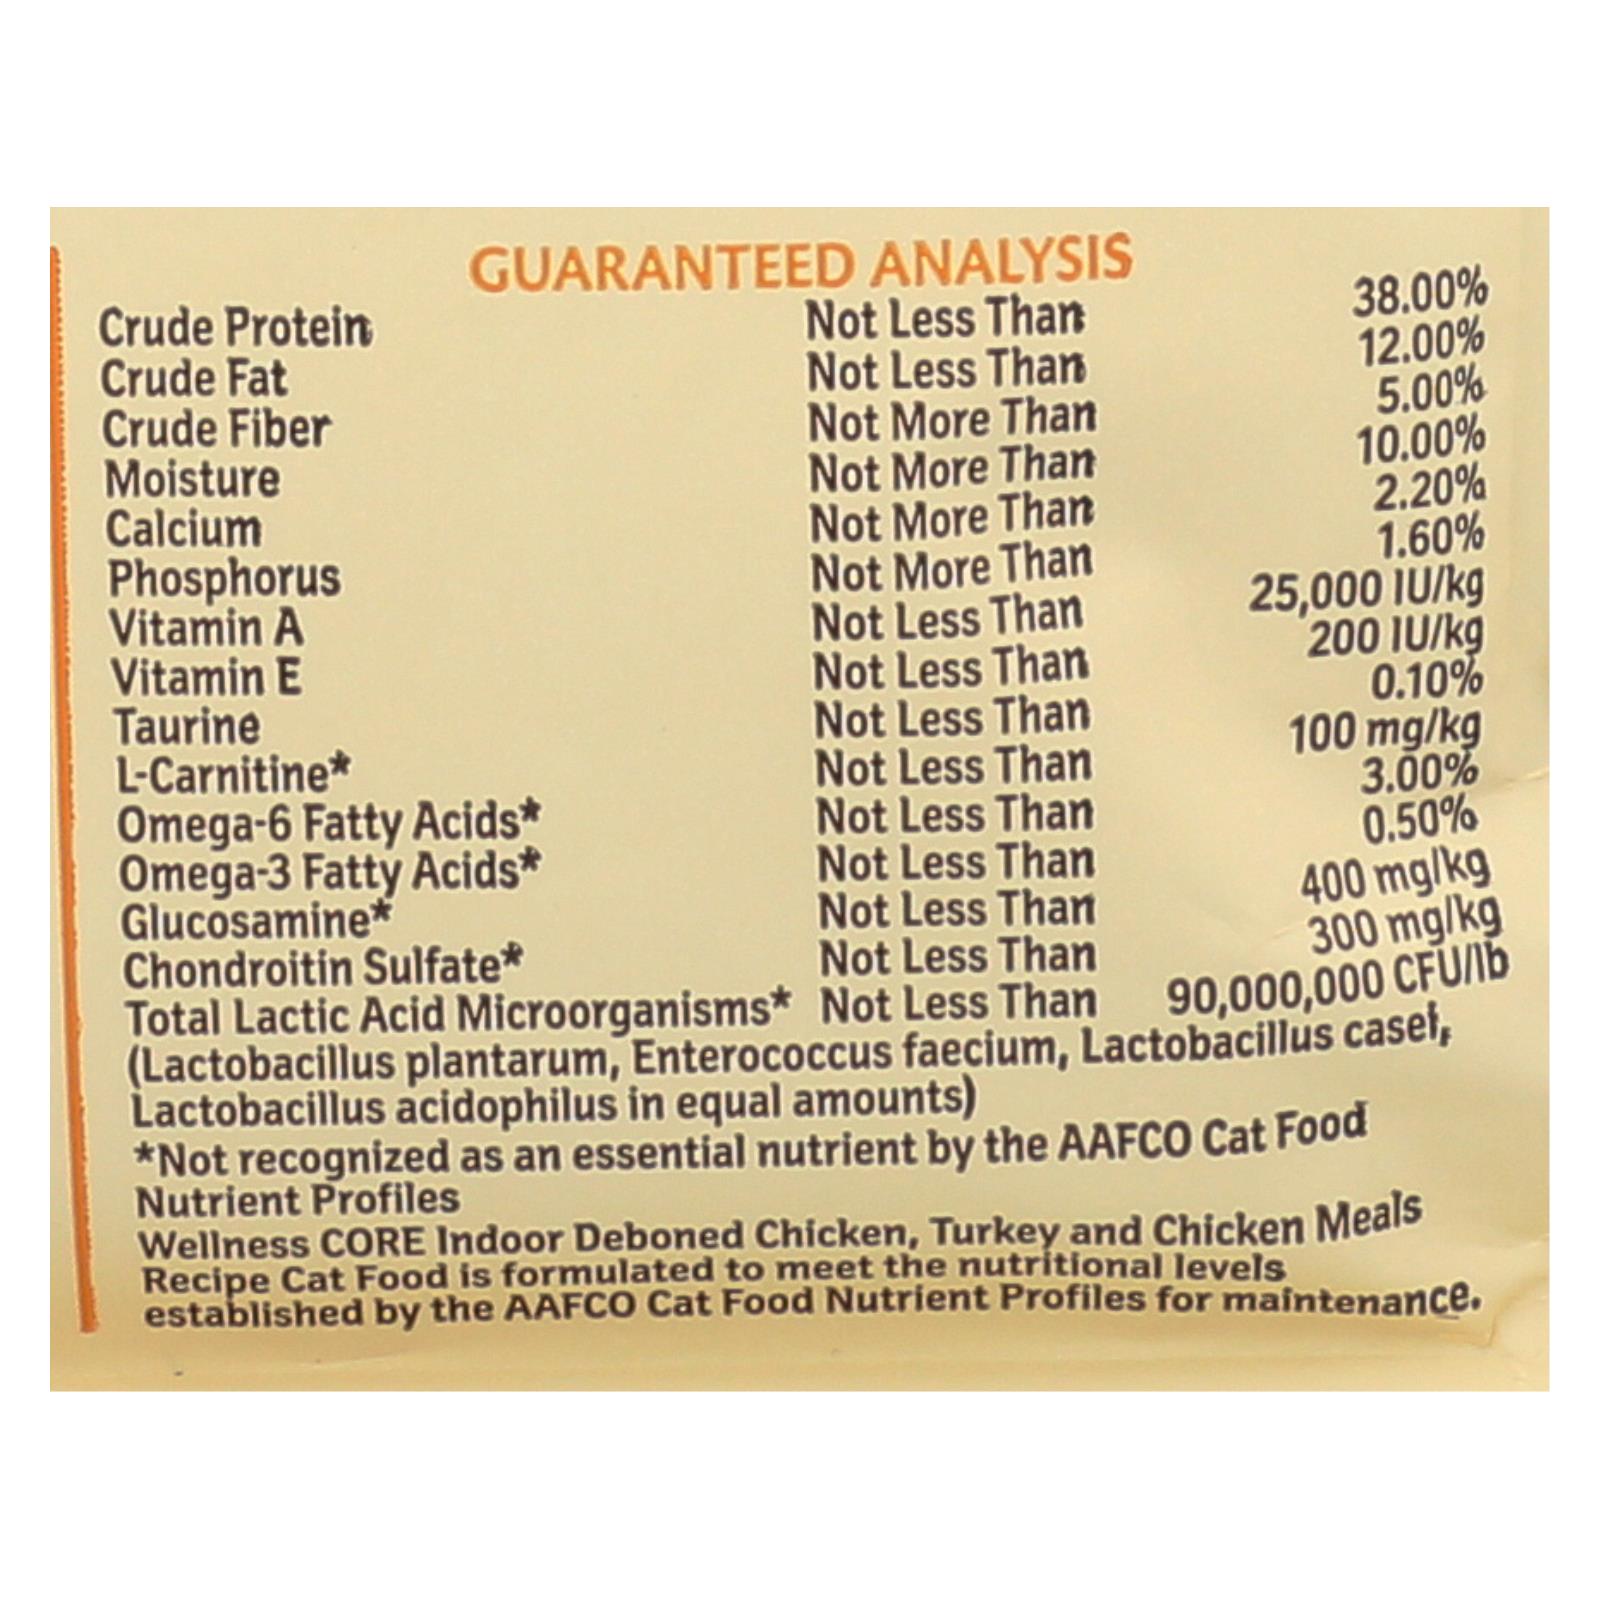 GUARANTEED ANALYSIS
Crude Protein Not Less Than 38.00%
Crude Fat Not Less Than 12.00%
Crude Fiber Not More Than 5.00%
Moisture Not More Than 10.00%
Calcium Not More Than 2.20%
Phosphorus Not More Than 1.60%
Vitamin A Not Less Than 25,000 IU/kg
Vitamin E Not Less Than 200 IU/kg
Taurine Not Less Than 0.10%
L-Carnitine* Not Less Than 100 mg/kg
Omega-6 Fatty Acids* Not Less Than 3.00%
Omega-3 Fatty Acids* Not Less Than 0.50%
Glucosamine* Not Less Than 400 mg/kg
Chondroitin Sulfate* Not Less Than 300 mg/kg
Total Lactic Acid Microorganisms* Not Less Than 90,000,000 CFU/lb
(Lactobacillus plantarum, Enterococcus faecium, Lactobacillus casei,
Lactobacillus acidophilus in equal amounts)
*Not recognized as an essential nutrient by the AAFCO Cat Food
Nutrient Profiles
Wellness CORE Indoor Deboned Chicken, Turkey and Chicken Meals
Recipe Cat Food is formulated to meet the nutritional levels
established by the AAFCO Cat Food Nutrient Profiles for maintenance.